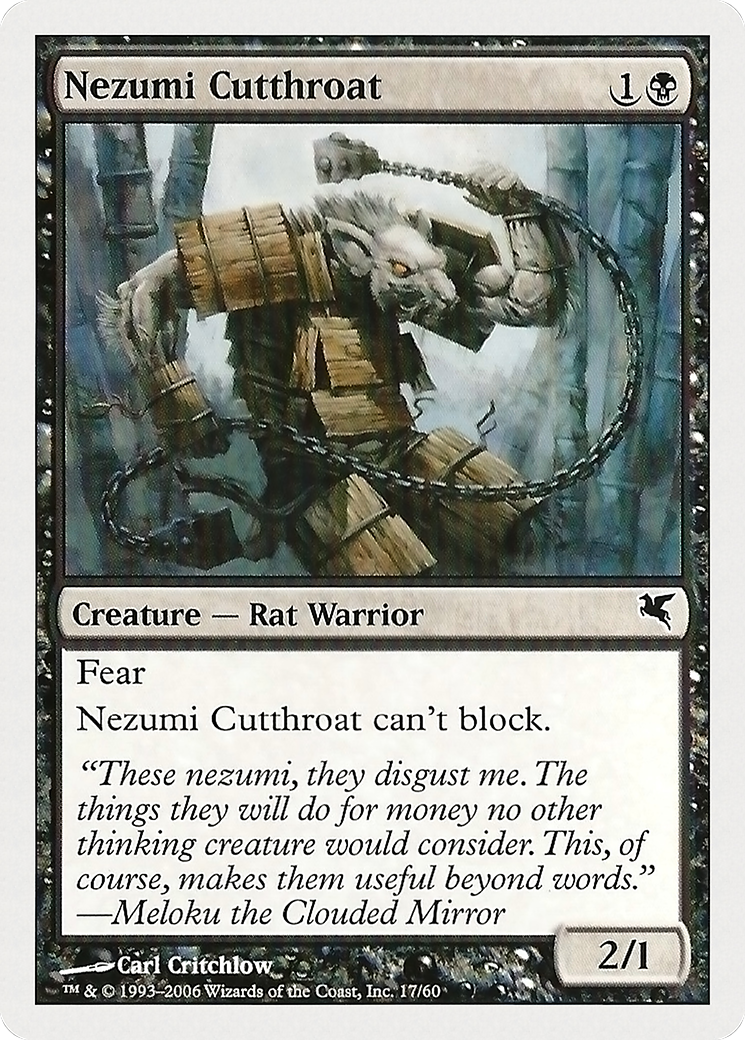 Nezumi Cutthroat 1
Creature — Rat Warrior
Fear
Nezumi Cutthroat can't block.
“These nezumi, they disgust me. The
things they will do for money no other
thinking creature would consider. This, of
course, makes them useful beyond words.”
—Meloku the Clouded Mirror
2/1
Carl Critchlow
™ & © 1993–2006 Wizards of the Coast, Inc. 17/60